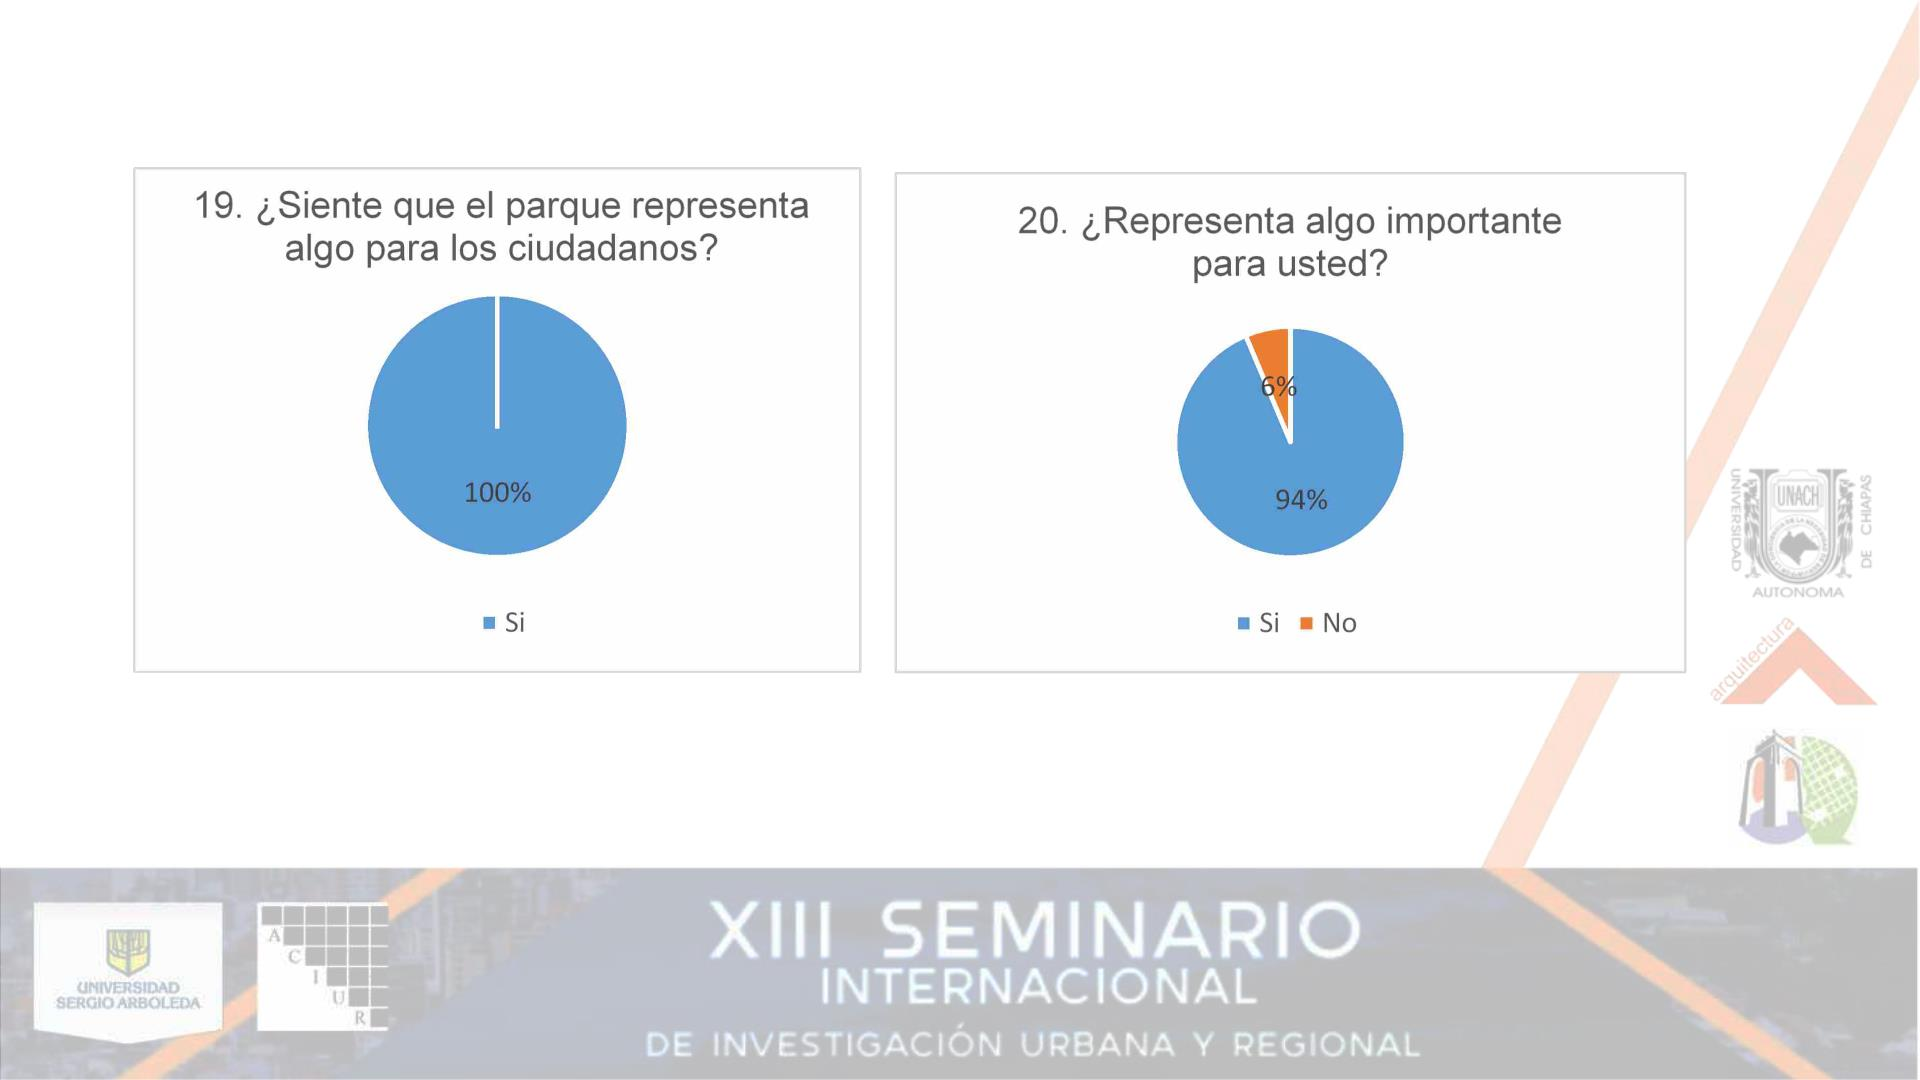 19. ¿Siente que el parque representa
algo para los ciudadanos?
100%
Si
20. ¿Representa algo importante
para usted?
6%
94%
Si No
UNIVERSIDAD
UNACH
DE CHIAPAS
AUTONOMA
arquitectura
UNIVERSIDAD
SERGIO ARBOLEDA
A
C
I
U
R
XIII SEMINARIO
INTERNACIONAL
DE INVESTIGACIÓN URBANA Y REGIONAL